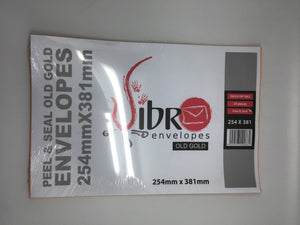 PEEL & SEAL OLD GOLD
ENVELOPES
254mmX381mm
Vibro
envelopes
OLD GOLD
254mm x 381mm
254 X 381